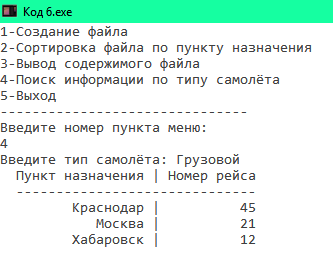 Код 6.exe
1-Создание файла
2-Сортировка файла по пункту назначения
3-Вывод содержимого файла
4-Поиск информации по типу самолёта
5-Выход
------------------------------
Введите номер пункта меню:
4
Введите тип самолёта: Грузовой
Пункт назначения | Номер рейса
------------------------------
Краснодар | 45
Москва | 21
Хабаровск | 12